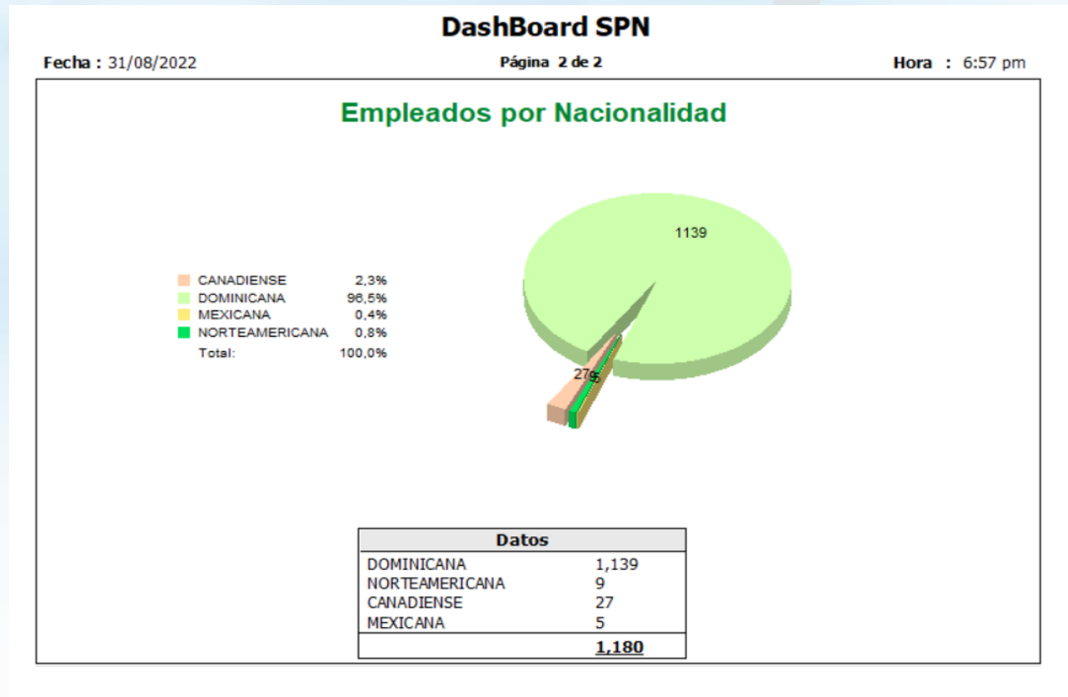 DashBoard SPN
Fecha : 31/08/2022 Página 2 de 2 Hora : 6:57 pm
Empleados por Nacionalidad
1139
CANADIENSE 2,3%
DOMINICANA 96,5%
MEXICANA 0,4%
NORTEAMERICANA 0,8%
Total: 100,0%
27
Datos
DOMINICANA 1,139
NORTEAMERICANA 9
CANADIENSE 27
MEXICANA 5
1,180